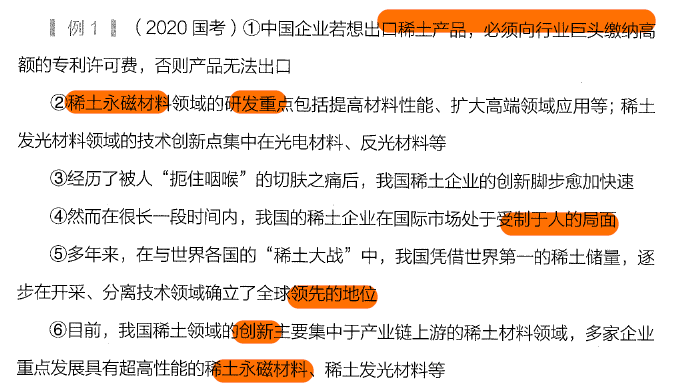 例1 （2020国考）①中国企业若想出口稀土产品，必须向行业巨头缴纳高
额的专利许可费，否则产品无法出口
②稀土永磁材料领域的研发重点包括提高材料性能、扩大高端领域应用等；稀土
发光材料领域的技术创新点集中在光电材料、反光材料等
③经历了被人“扼住咽喉”的切肤之痛后，我国稀土企业的创新脚步愈加快速
④然而在很长一段时间内，我国的稀土企业在国际市场处于受制于人的局面
⑤多年来，在与世界各国的“稀土大战”中，我国凭借世界第一的稀土储量，逐
步在开采、分离技术领域确立了全球领先的地位
⑥目前，我国稀土领域的创新主要集中于产业链上游的稀土材料领域，多家企业
重点发展具有超高性能的稀土永磁材料、稀土发光材料等